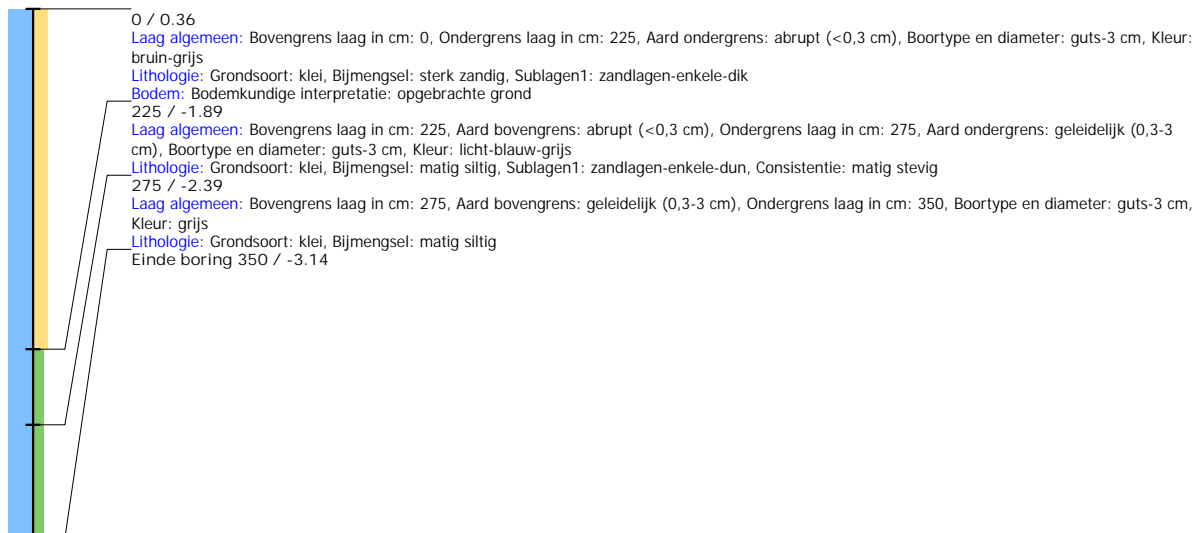 0 / 0.36
Laag algemeen: Bovengrens laag in cm: 0, Ondergrens laag in cm: 225, Aard ondergrens: abrupt (<0,3 cm), Boortype en diameter: guts-3 cm, Kleur:
bruin-grijs
Lithologie: Grondsoort: klei, Bijmengsel: sterk zandig, Sublagen1: zandlagen-enkele-dik
Bodem: Bodemkundige interpretatie: opgebrachte grond
225 / -1.89
Laag algemeen: Bovengrens laag in cm: 225, Aard bovengrens: abrupt (<0,3 cm), Ondergrens laag in cm: 275, Aard ondergrens: geleidelijk (0,3-3
cm), Boortype en diameter: guts-3 cm, Kleur: licht-blauw-grijs
Lithologie: Grondsoort: klei, Bijmengsel: matig siltig, Sublagen1: zandlagen-enkele-dun, Consistentie: matig stevig
275 / -2.39
Laag algemeen: Bovengrens laag in cm: 275, Aard bovengrens: geleidelijk (0,3-3 cm), Ondergrens laag in cm: 350, Boortype en diameter: guts-3 cm,
Kleur: grijs
Lithologie: Grondsoort: klei, Bijmengsel: matig siltig
Einde boring 350 / -3.14